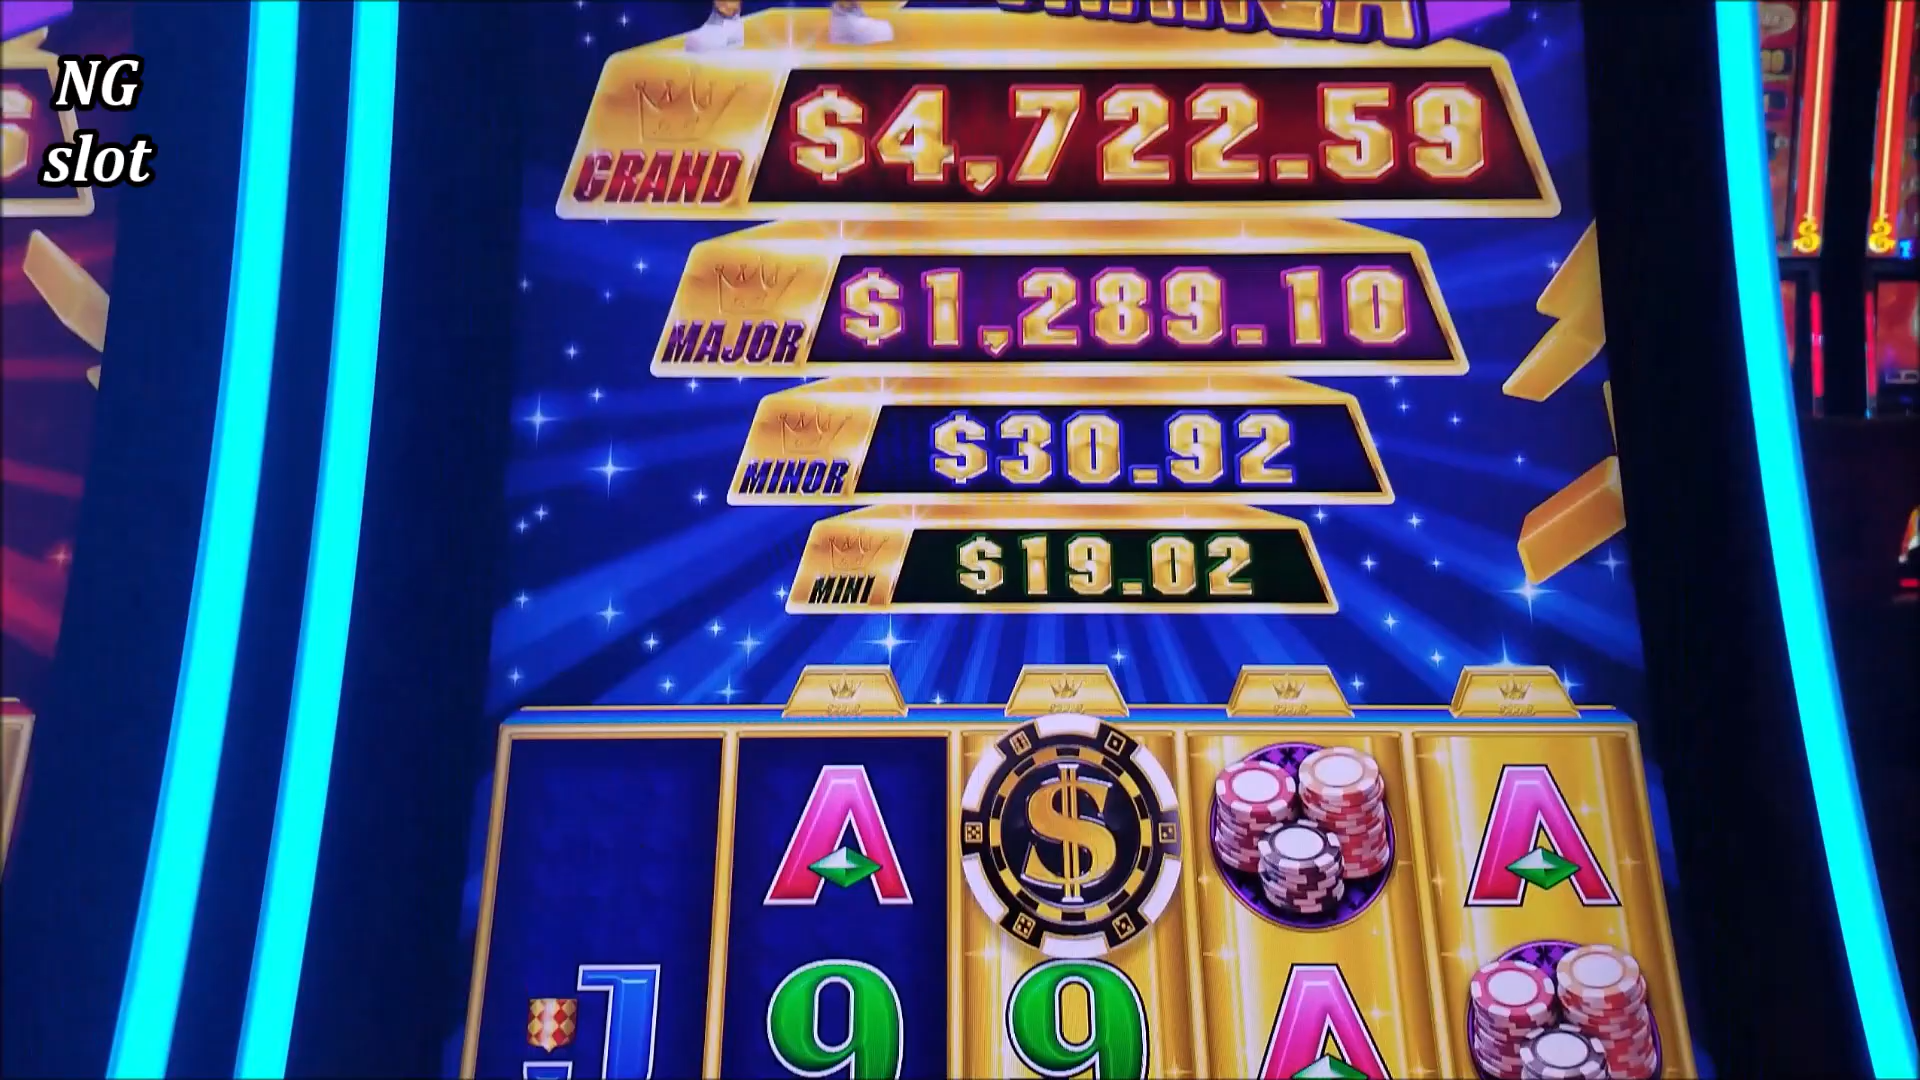 NG
slot
GRAND
$4,722.59
MAJOR
$1,289.10
MINOR
$30.92
MINI
$19.02
A
$
A
J
9
9
A